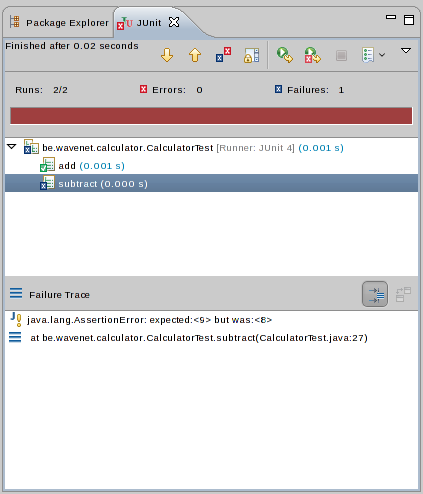 Package Explorer JUnit
Finished after 0.02 seconds
Runs: 2/2 Errors: 0 Failures: 1
be.wavenet.calculator.CalculatorTest [Runner: JUnit 4] (0.001 s)
add (0.001 s)
subtract (0.000 s)
Failure Trace
java.lang.AssertionError: expected:<9> but was:<8>
at be.wavenet.calculator.CalculatorTest.subtract(CalculatorTest.java:27)